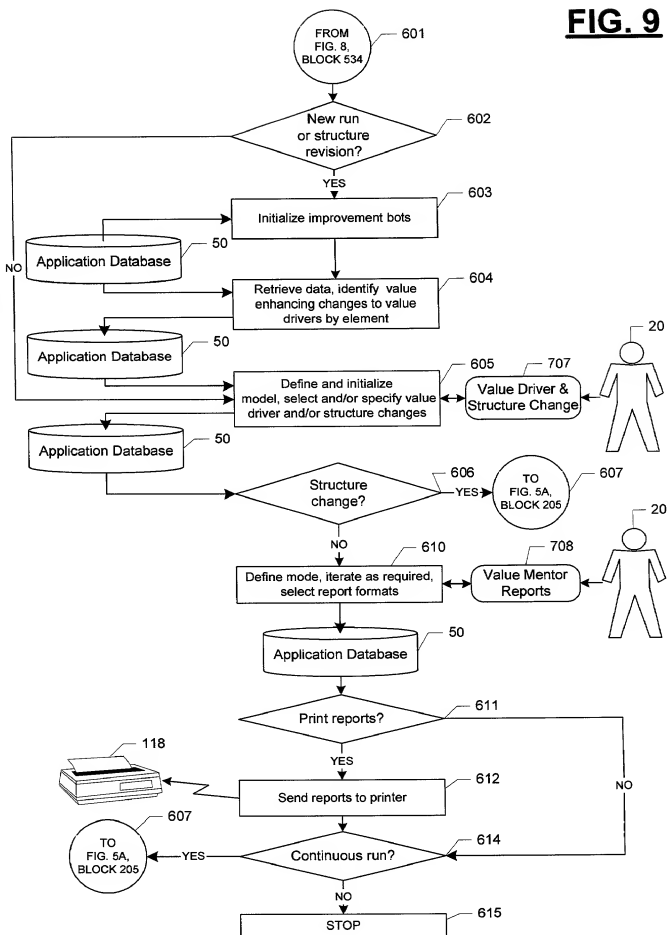 FIG. 9
FROM
FIG. 8,
BLOCK 534
601
New run
or structure
revision?
602
YES
603
Initialize improvement bots
50
Application Database
NO
604
Retrieve data, identify value
enhancing changes to value
drivers by element
50
Application Database
605
Define and initialize
model, select and/or specify value
driver and/or structure changes
707
Value Driver &
Structure Change
20
50
Application Database
Structure
change?
606
YES
TO
FIG. 5A,
BLOCK 205
607
NO
610
Define mode, iterate as required,
select report formats
708
Value Mentor
Reports
20
50
Application Database
Print reports?
611
YES
NO
118
612
Send reports to printer
607
TO
FIG. 5A,
BLOCK 205
YES
Continuous run?
614
NO
615
STOP